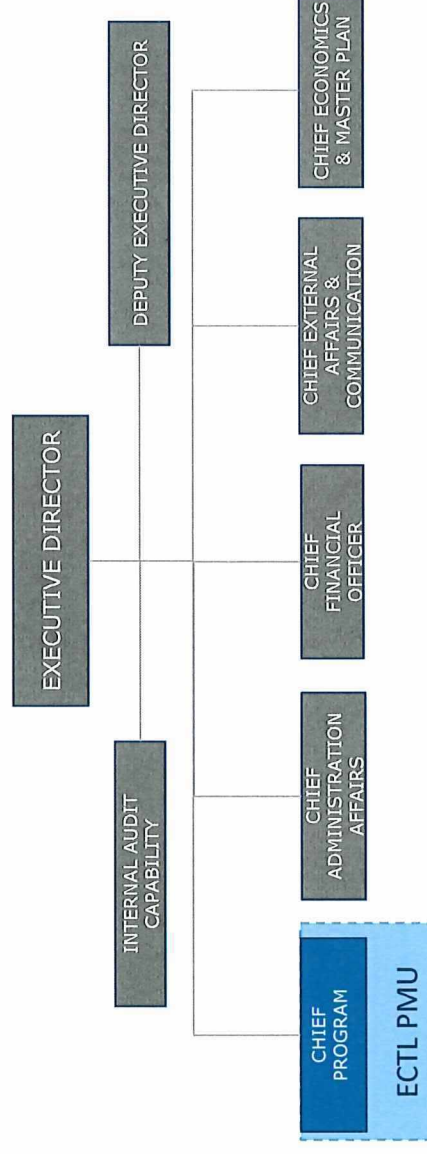 EXECUTIVE DIRECTOR
INTERNAL AUDIT
CAPABILITY
DEPUTY EXECUTIVE DIRECTOR
CHIEF
PROGRAM
ECTL PMU
CHIEF
ADMINISTRATION
AFFAIRS
CHIEF
FINANCIAL
OFFICER
CHIEF EXTERNAL
AFFAIRS &
COMMUNICATION
CHIEF ECONOMICS
& MASTER PLAN